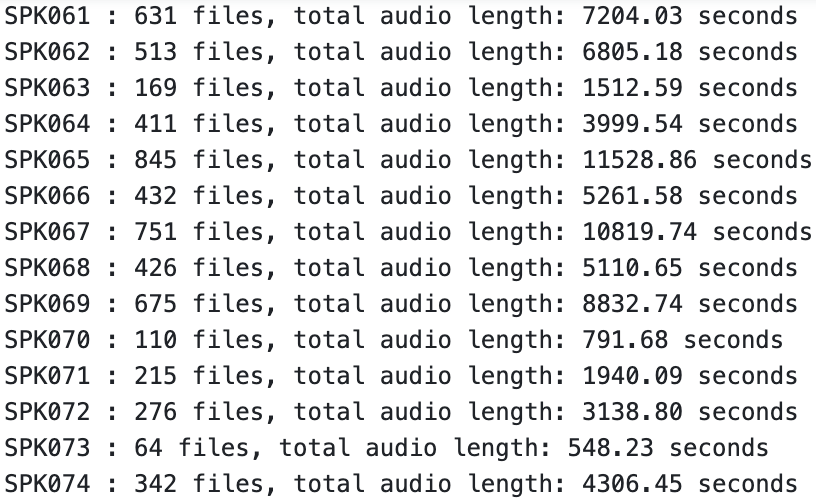 SPK061 : 631 files, total audio length: 7204.03 seconds
SPK062 : 513 files, total audio length: 6805.18 seconds
SPK063 : 169 files, total audio length: 1512.59 seconds
SPK064 : 411 files, total audio length: 3999.54 seconds
SPK065 : 845 files, total audio length: 11528.86 seconds
SPK066 : 432 files, total audio length: 5261.58 seconds
SPK067 : 751 files, total audio length: 10819.74 seconds
SPK068 : 426 files, total audio length: 5110.65 seconds
SPK069 : 675 files, total audio length: 8832.74 seconds
SPK070 : 110 files, total audio length: 791.68 seconds
SPK071 : 215 files, total audio length: 1940.09 seconds
SPK072 : 276 files, total audio length: 3138.80 seconds
SPK073 : 64 files, total audio length: 548.23 seconds
SPK074 : 342 files, total audio length: 4306.45 seconds